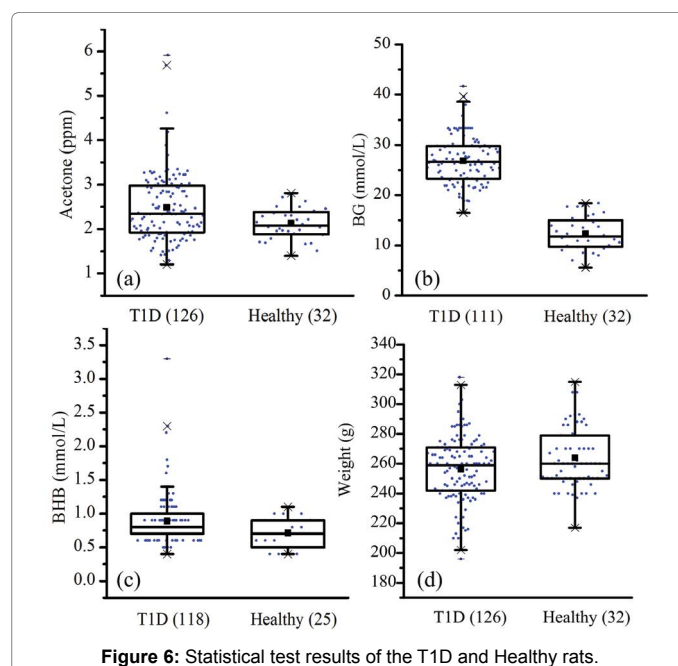 6
5
4
3
2
1
Acetone (ppm)
(a)
T1D (126) Healthy (32)
50
40
30
20
10
0
BG (mmol/L)
(b)
T1D (111) Healthy (32)
3.5
3.0
2.5
2.0
1.5
1.0
0.5
0.0
BHB (mmol/L)
(c)
T1D (118) Healthy (25)
340
320
300
280
260
240
220
200
180
Weight (g)
(d)
T1D (126) Healthy (32)
Figure 6: Statistical test results of the T1D and Healthy rats.